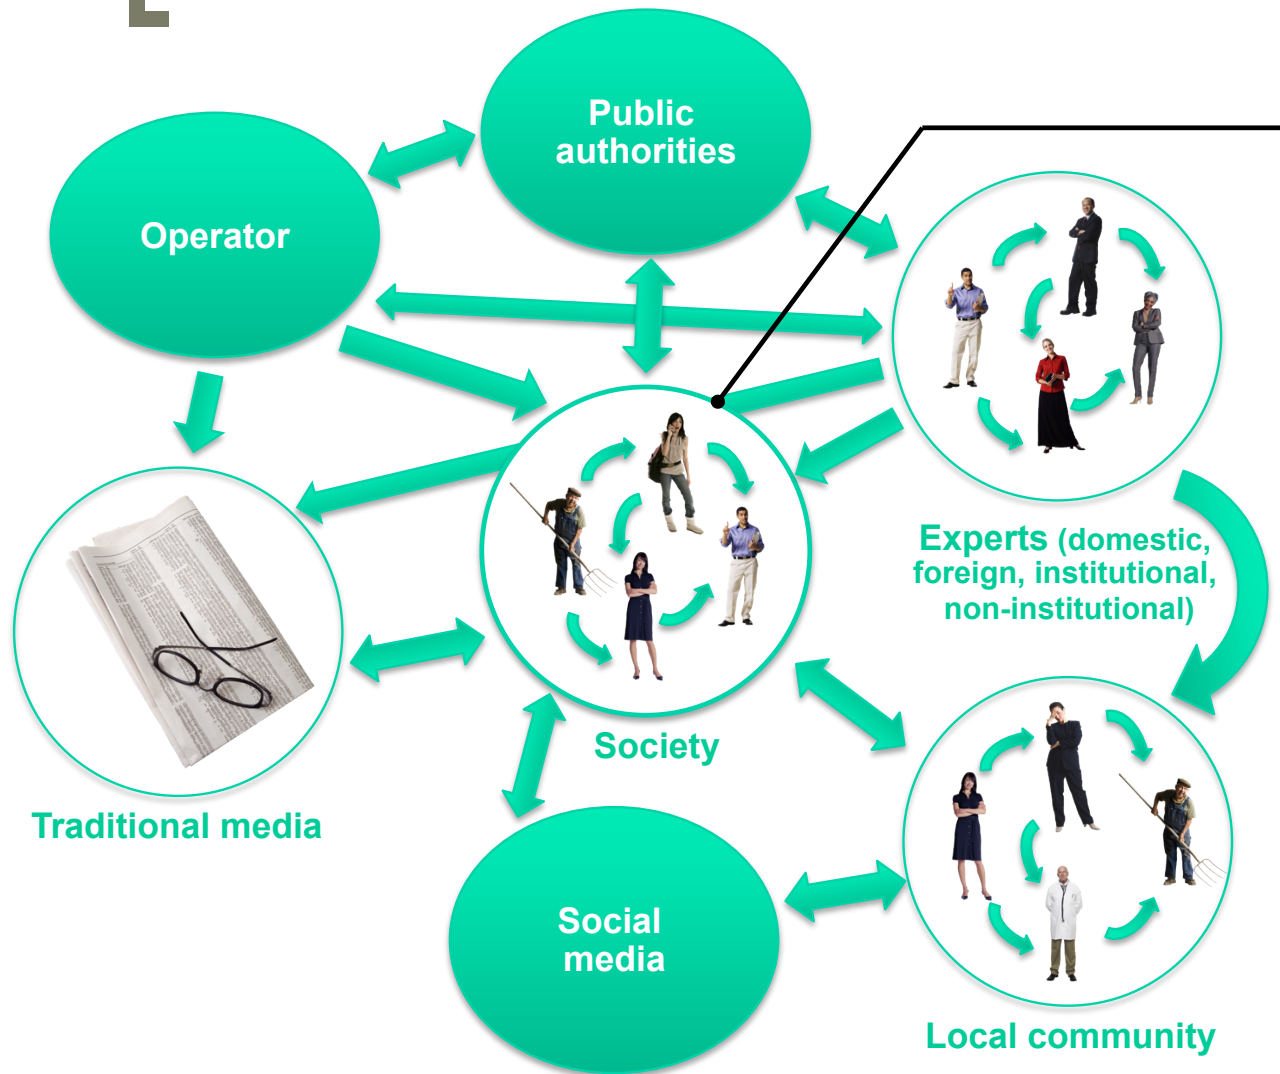 Public
authorities
Operator
Experts (domestic,
foreign, institutional,
non-institutional)
Society
Traditional media
Social
media
Local community